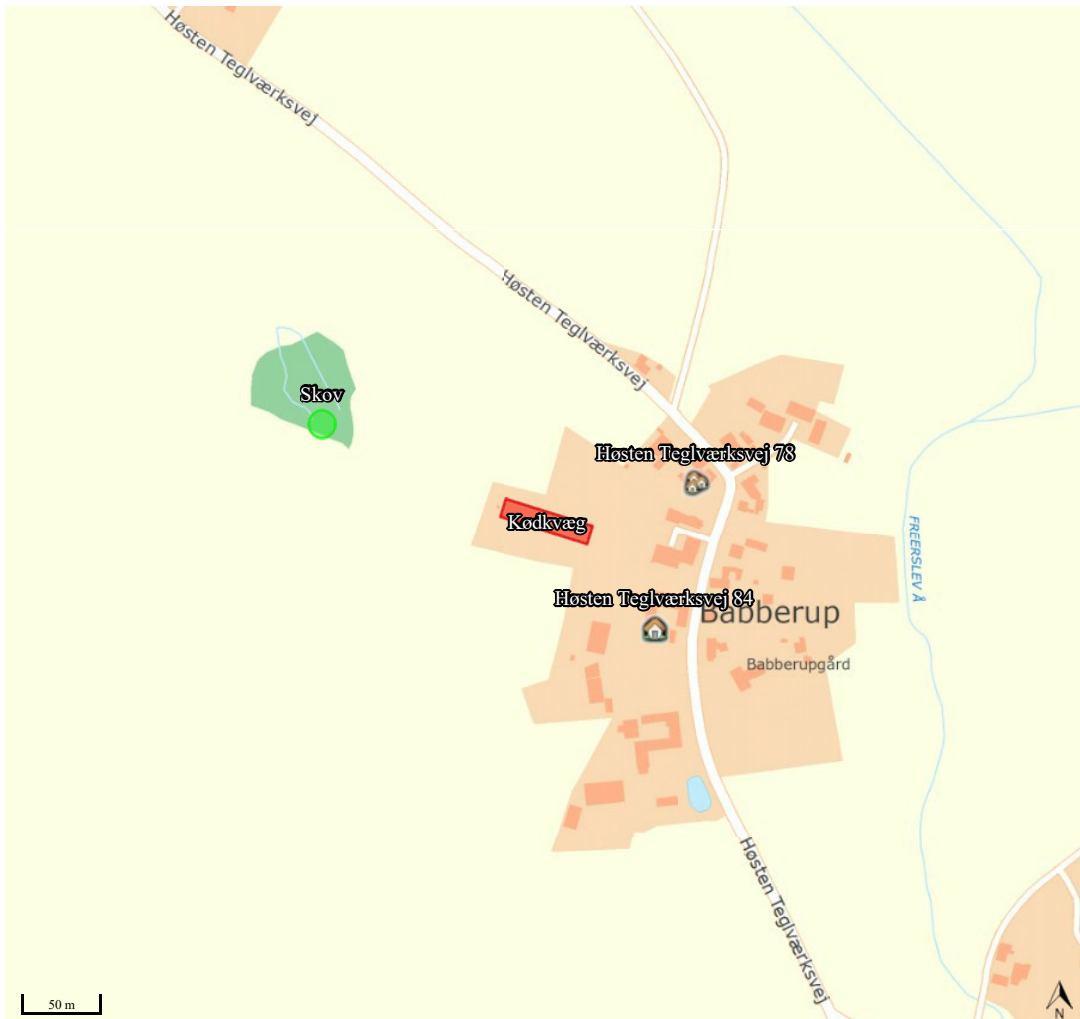 Høsten Teglværksvej
Høsten Teglværksvej
Skov
Høsten Teglværksvej 78
Kødkvæg
FREERSLEV Å
Høsten Teglværksvej 84
Babberup
Babberupgård
Høsten Teglværksvej
50 m
N